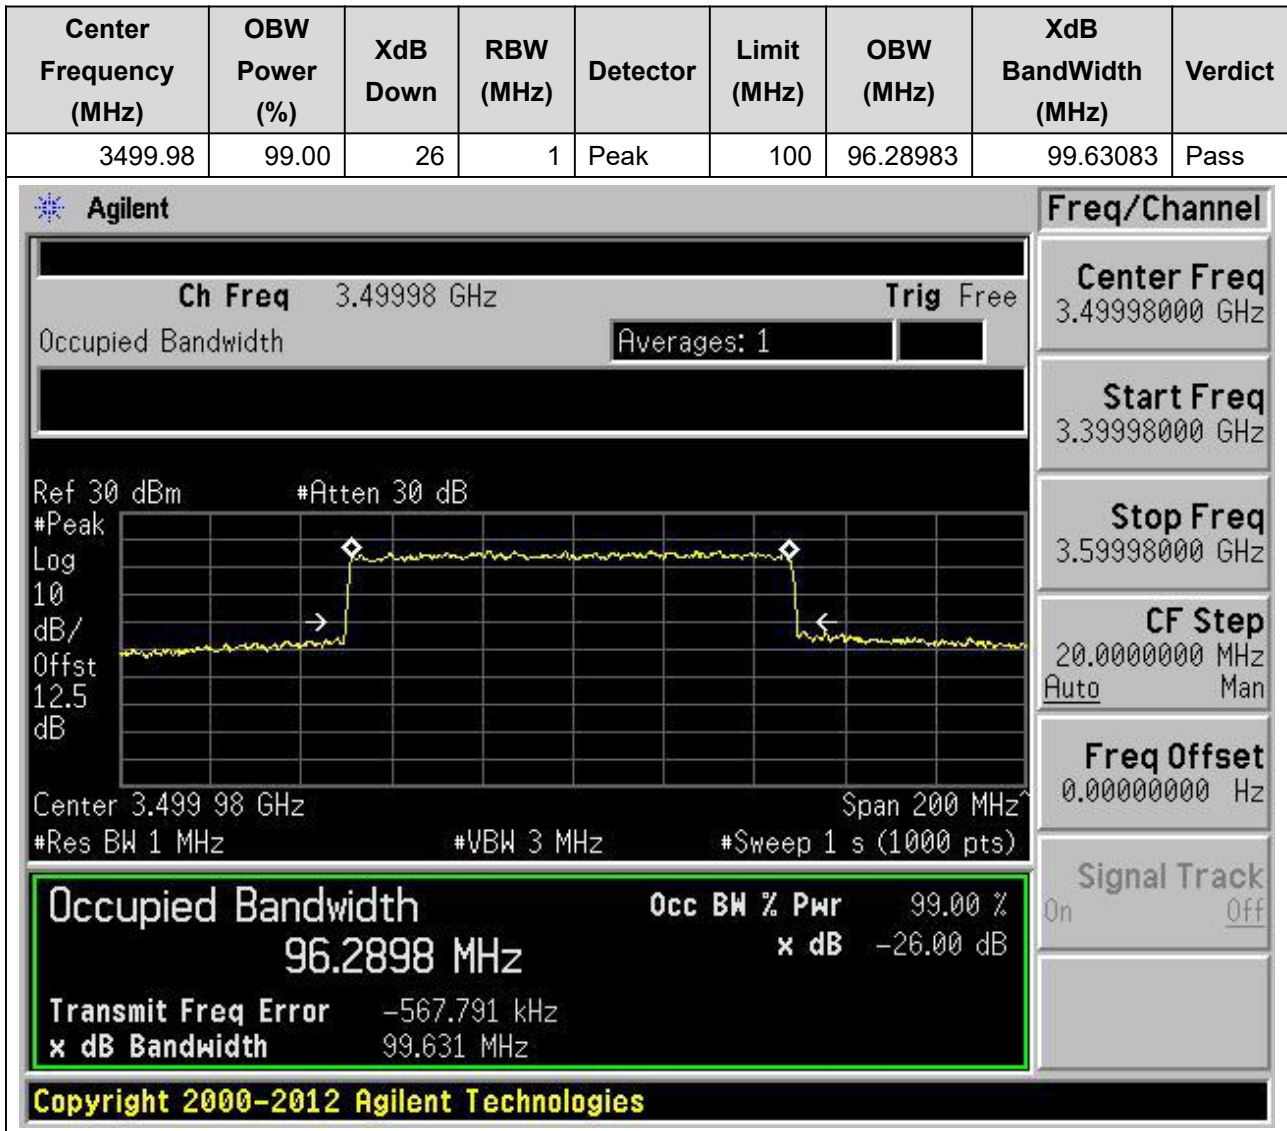 Center Frequency (MHz) OBW Power (%) XdB Down RBW (MHz) Detector Limit (MHz) OBW (MHz) XdB BandWidth (MHz) Verdict
3499.98 99.00 26 1 Peak 100 96.28983 99.63083 Pass
Agilent
Freq/Channel
Ch Freq 3.49998 GHz Trig Free
Occupied Bandwidth Averages: 1
Center Freq
3.49998000 GHz
Start Freq
3.39998000 GHz
Stop Freq
3.59998000 GHz
CF Step
20.0000000 MHz
Auto Man
Freq Offset
0.00000000 Hz
Signal Track
On Off
Ref 30 dBm #Atten 30 dB
#Peak
Log
10
dB/
Offst
12.5
dB
Center 3.499 98 GHz Span 200 MHz^
#Res BW 1 MHz #VBW 3 MHz #Sweep 1 s (1000 pts)
Occupied Bandwidth Occ BW % Pwr 99.00 %
96.2898 MHz x dB -26.00 dB
Transmit Freq Error -567.791 kHz
x dB Bandwidth 99.631 MHz
Copyright 2000-2012 Agilent Technologies